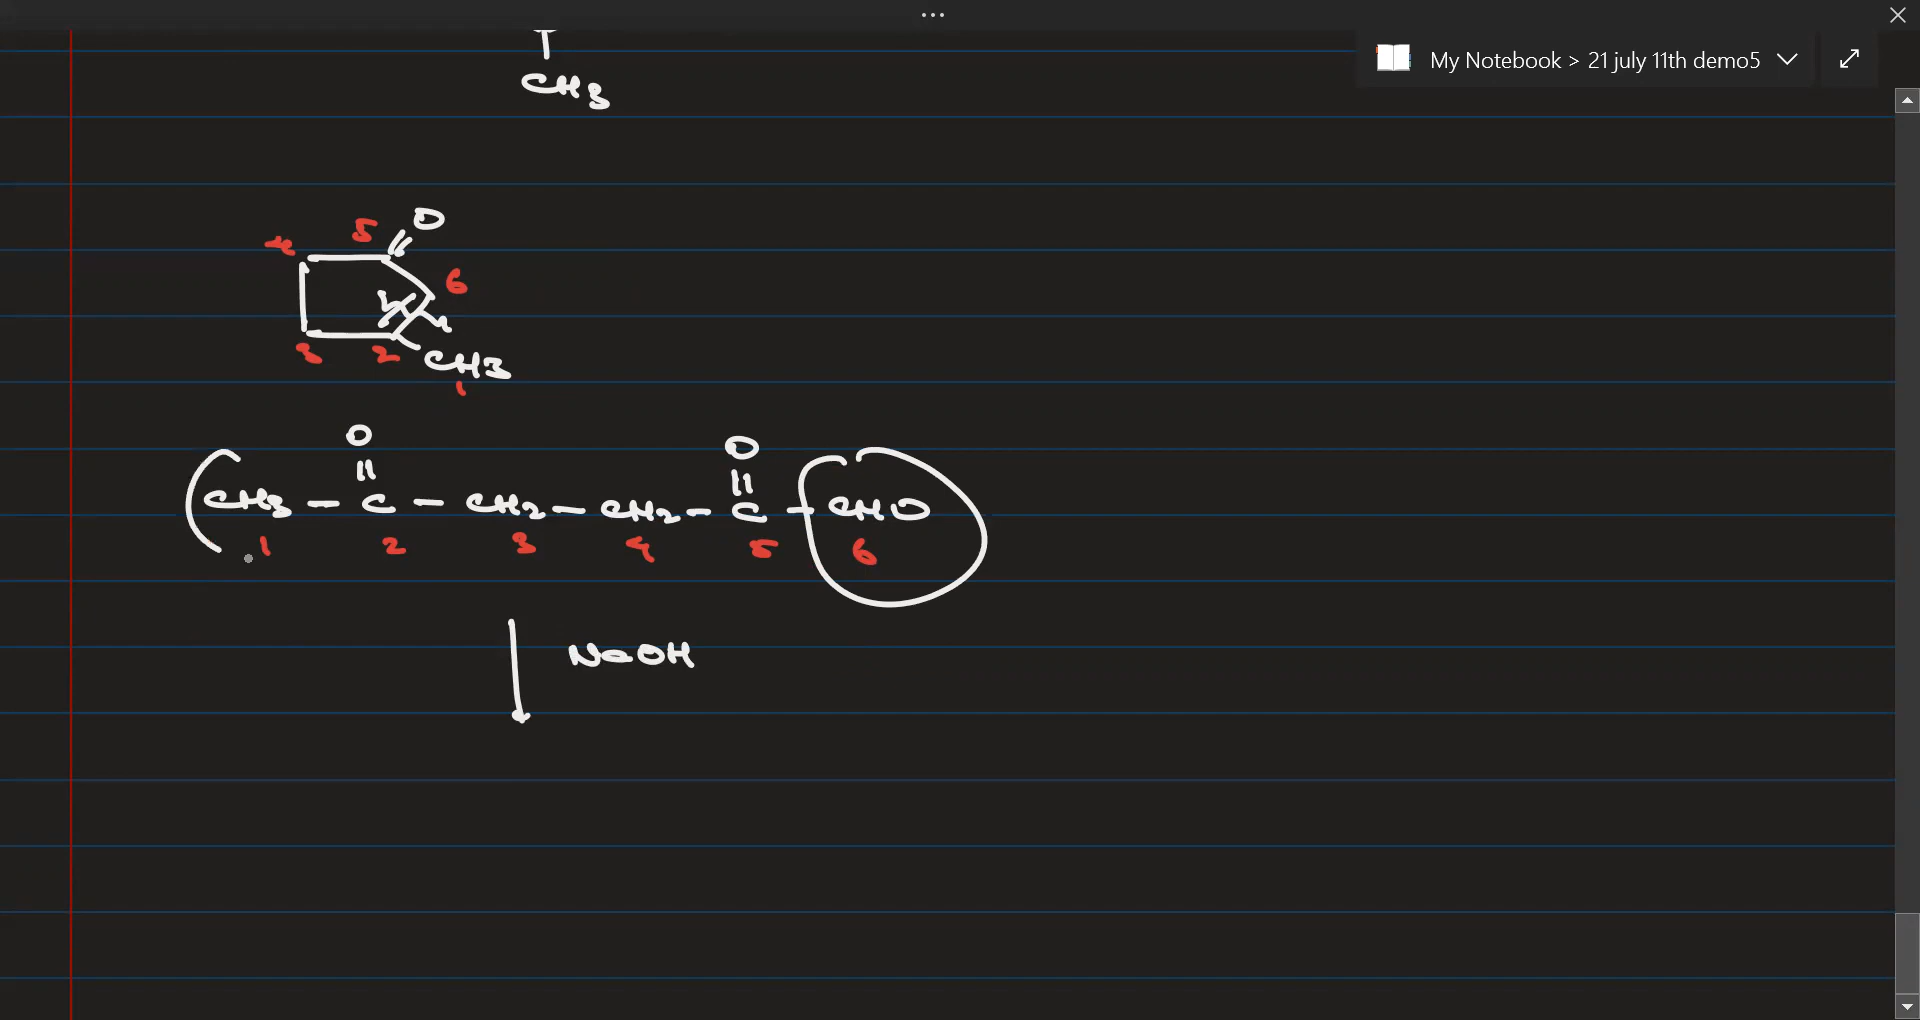 My Notebook > 21 july 11th demo5
CH3
O
4 5 6
3 2
CH3
1
O O
CH3 - C - CH2 - CH2 - C - CHO
1 2 3 4 5 6
NaOH